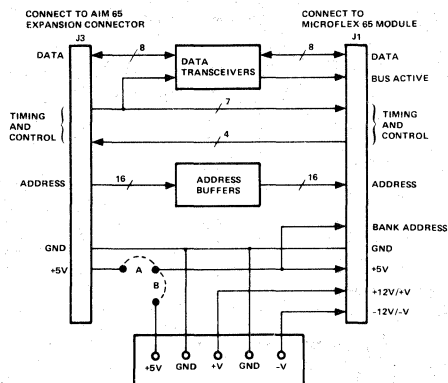 CONNECT TO AIM 65
EXPANSION CONNECTOR
CONNECT TO
MICROFLEX 65 MODULE
J3
J1
DATA
8
DATA
TRANSCEIVERS
8
DATA
BUS ACTIVE
7
TIMING
AND
CONTROL
4
TIMING
AND
CONTROL
ADDRESS
16
ADDRESS
BUFFERS
16
ADDRESS
BANK ADDRESS
GND
GND
+5V
A
+5V
B
+12V/+V
-12V/-V
+5V
GND
+V
GND
-V